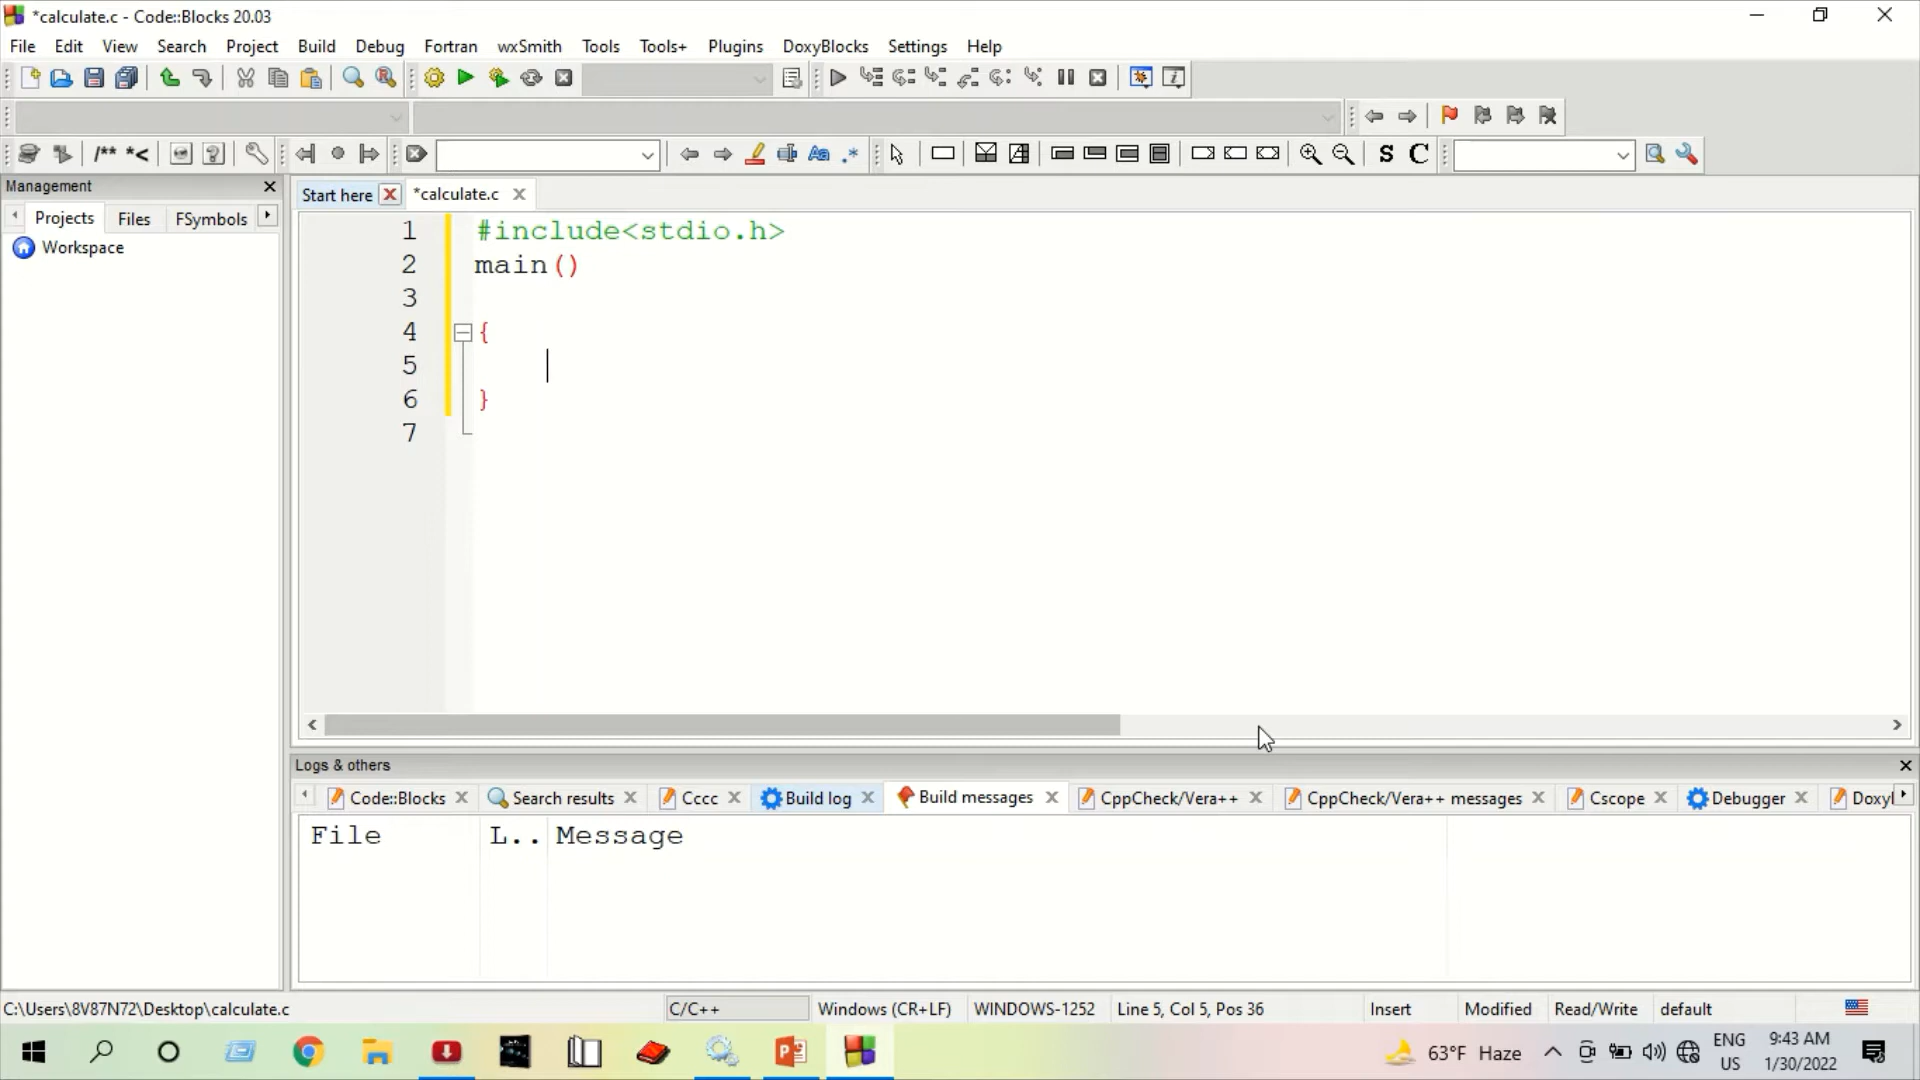 *calculate.c - Code::Blocks 20.03
File Edit View Search Project Build Debug Fortran wxSmith Tools Tools+ Plugins DoxyBlocks Settings Help
/** *< Aa .* S C
Management
Projects Files FSymbols
Workspace
Start here *calculate.c
1 #include<stdio.h>
2 main()
3
4 {
5
6 }
7
Logs & others
Code::Blocks Search results Cccc Build log Build messages CppCheck/Vera++ CppCheck/Vera++ messages Cscope Debugger Doxyl
File L.. Message
C:\Users\8V87N72\Desktop\calculate.c C/C++ Windows (CR+LF) WINDOWS-1252 Line 5, Col 5, Pos 36 Insert Modified Read/Write default
63°F Haze ENG US 9:43 AM 1/30/2022